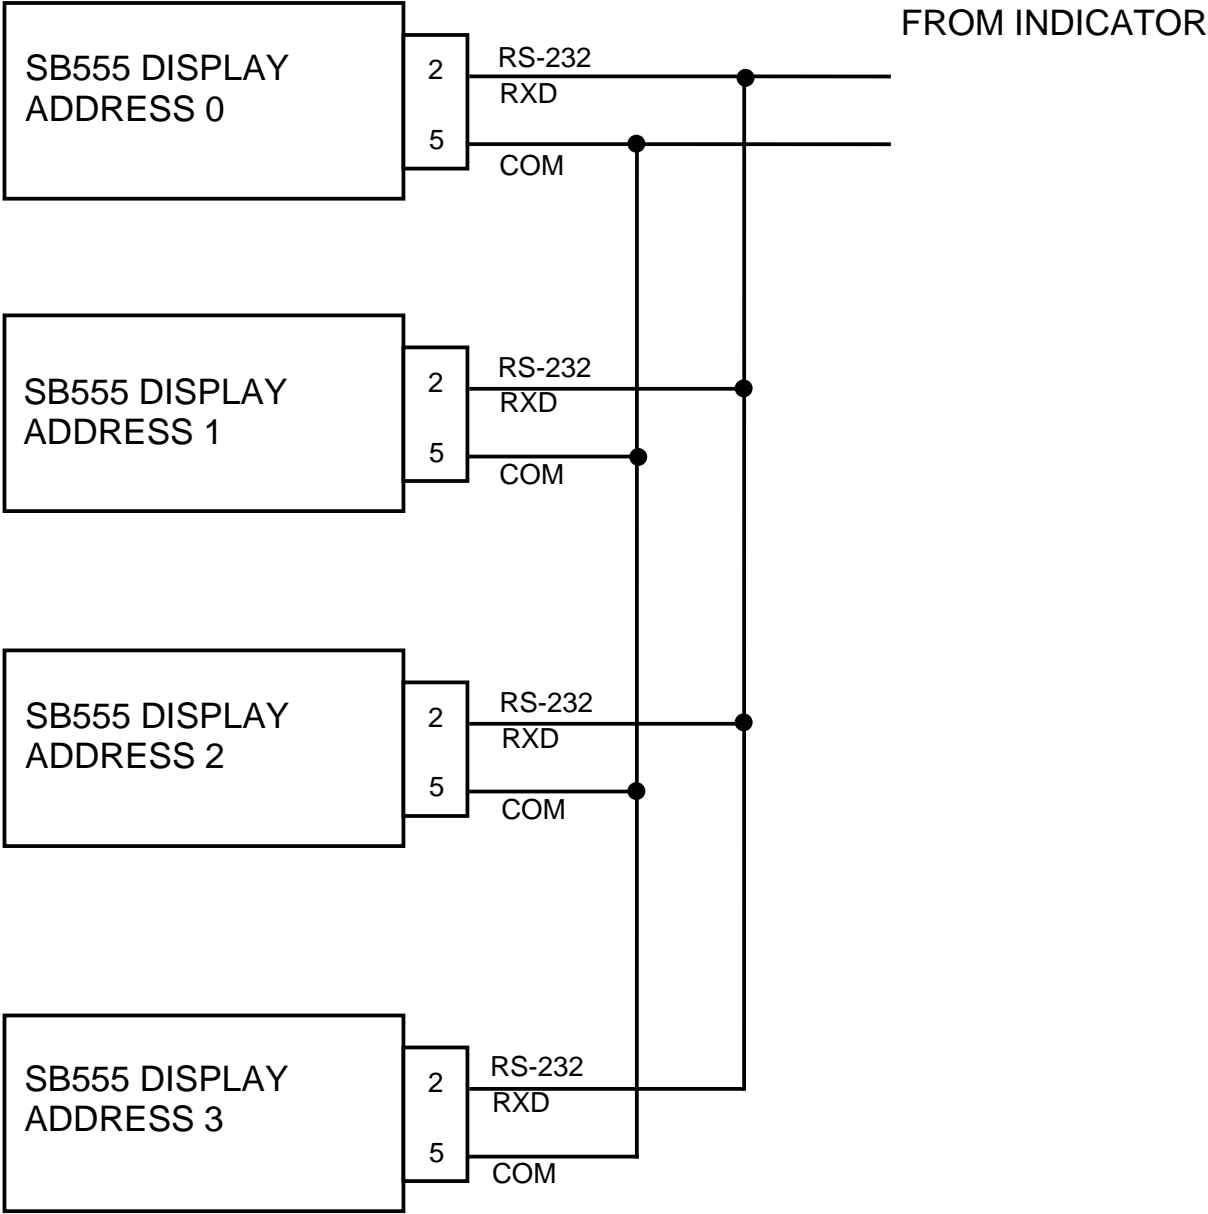 FROM INDICATOR
SB555 DISPLAY
ADDRESS 0
2
RS-232
RXD
5
COM
SB555 DISPLAY
ADDRESS 1
2
RS-232
RXD
5
COM
SB555 DISPLAY
ADDRESS 2
2
RS-232
RXD
5
COM
SB555 DISPLAY
ADDRESS 3
2
RS-232
RXD
5
COM